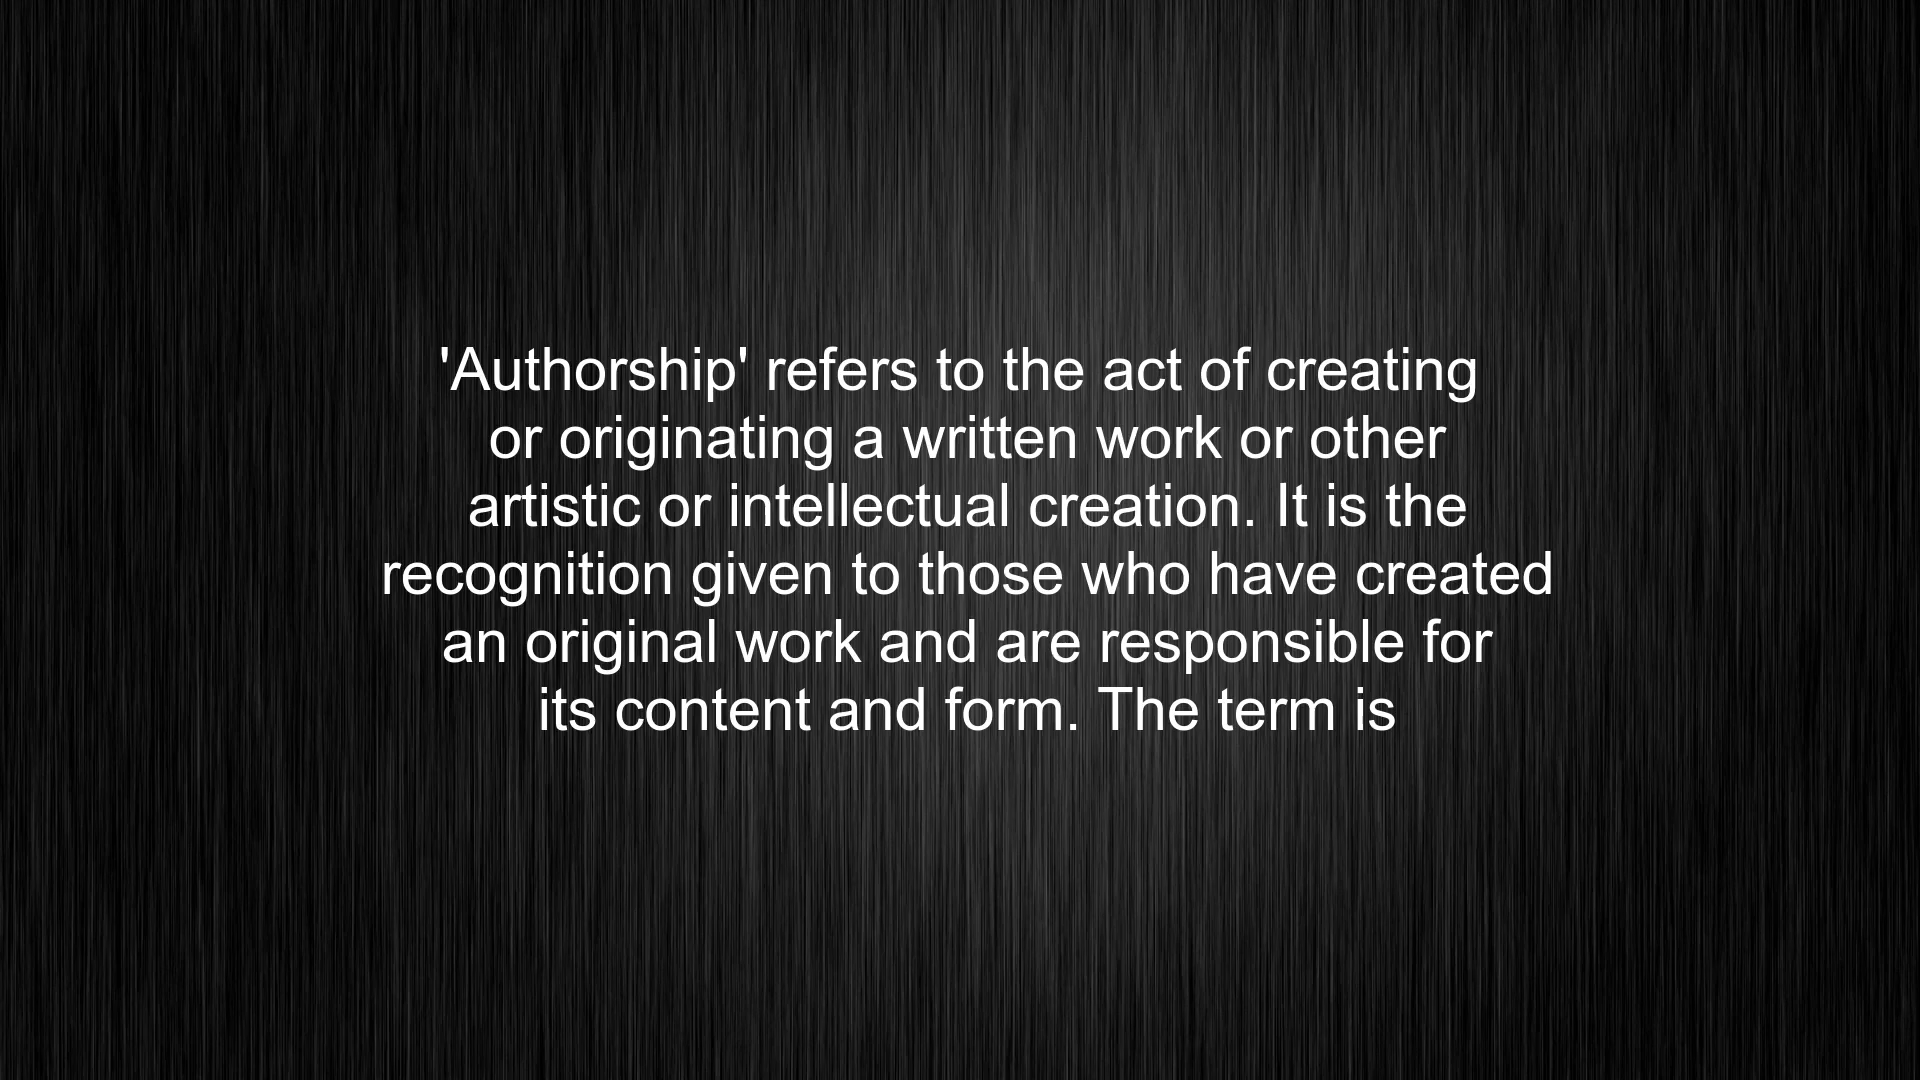 'Authorship' refers to the act of creating
or originating a written work or other
artistic or intellectual creation. It is the
recognition given to those who have created
an original work and are responsible for
its content and form. The term is